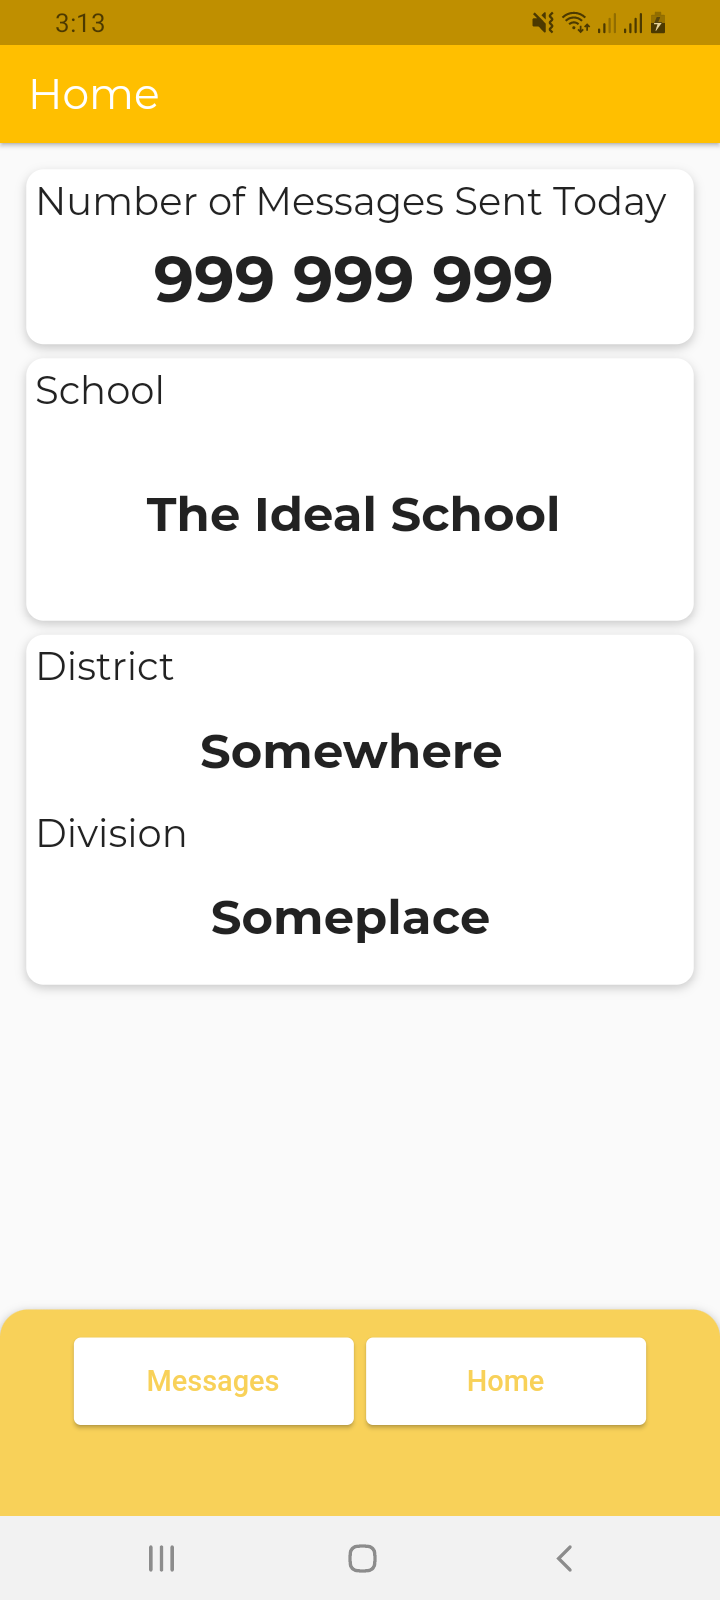 3:13
Home
Number of Messages Sent Today
999 999 999
School
The Ideal School
District
Somewhere
Division
Someplace
Messages Home